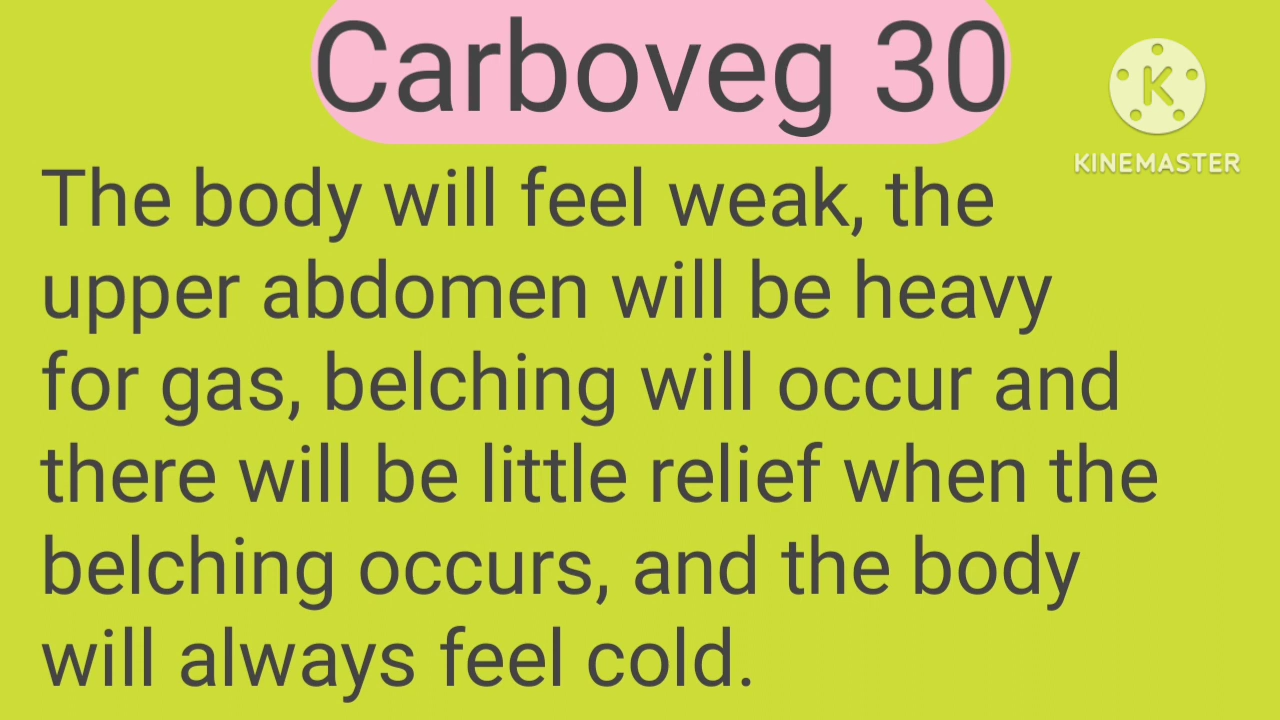 Carboveg 30
KINEMASTER
The body will feel weak, the
upper abdomen will be heavy
for gas, belching will occur and
there will be little relief when the
belching occurs, and the body
will always feel cold.